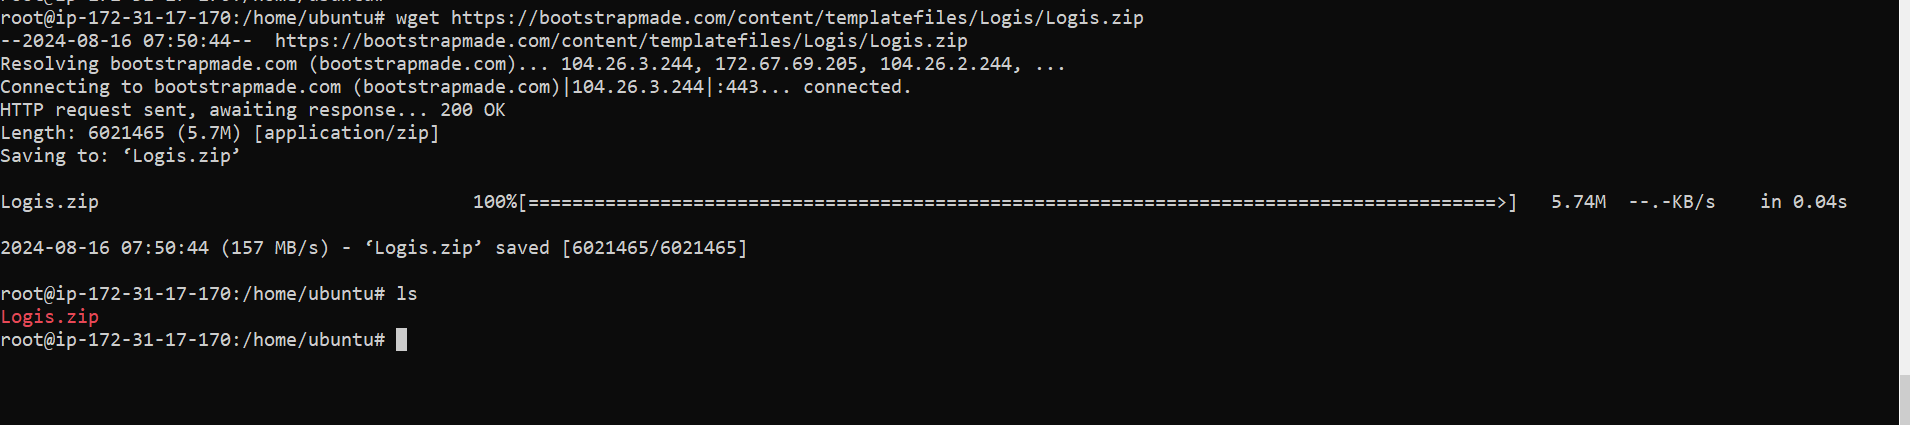 root@ip-172-31-17-170:/home/ubuntu# wget https://bootstrapmade.com/content/templatefiles/Logis/Logis.zip
--2024-08-16 07:50:44--  https://bootstrapmade.com/content/templatefiles/Logis/Logis.zip
Resolving bootstrapmade.com (bootstrapmade.com)... 104.26.3.244, 172.67.69.205, 104.26.2.244, ...
Connecting to bootstrapmade.com (bootstrapmade.com)|104.26.3.244|:443... connected.
HTTP request sent, awaiting response... 200 OK
Length: 6021465 (5.7M) [application/zip]
Saving to: ‘Logis.zip’
Logis.zip 100%[========================================================================================>] 5.74M --.-KB/s in 0.04s
2024-08-16 07:50:44 (157 MB/s) - ‘Logis.zip’ saved [6021465/6021465]
root@ip-172-31-17-170:/home/ubuntu# ls
Logis.zip
root@ip-172-31-17-170:/home/ubuntu#